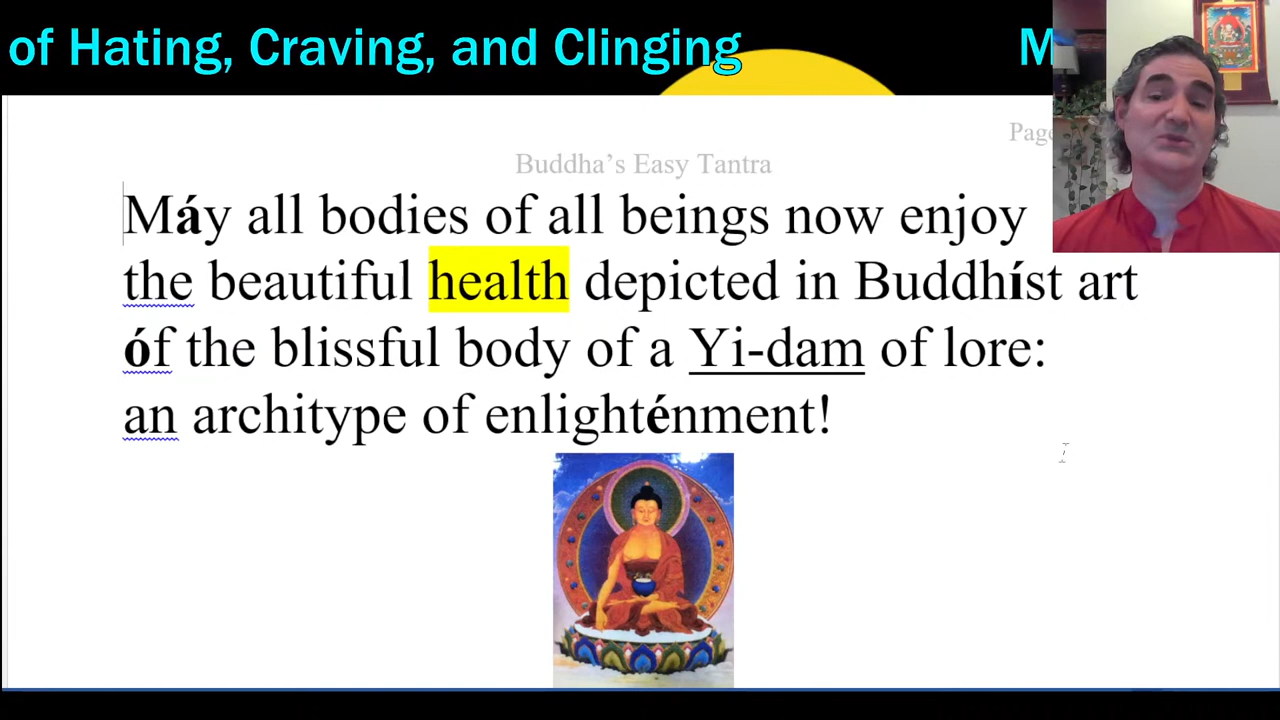 of Hating, Craving, and Clinging
Page
Buddha’s Easy Tantra
Máy all bodies of all beings now enjoy
the beautiful health depicted in Buddhíst art
óf the blissful body of a Yi-dam of lore:
an architype of enlighténment!